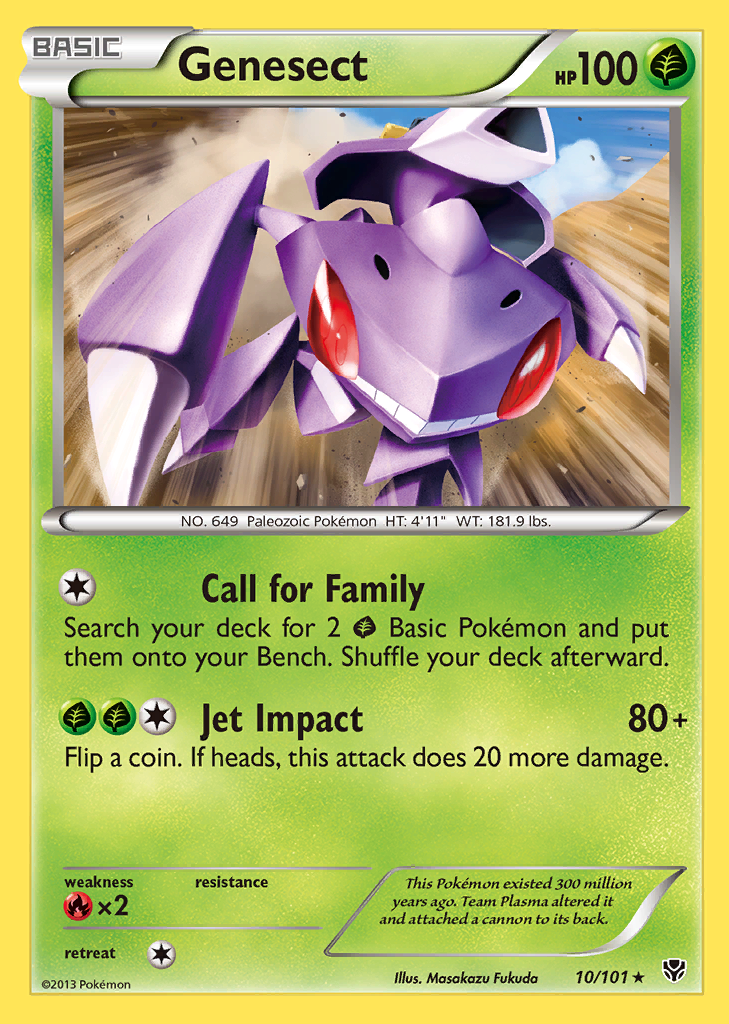 BASIC
Genesect
HP100
NO. 649 Paleozoic Pokémon HT: 4'11" WT: 181.9 lbs.
Call for Family
Search your deck for 2 Basic Pokémon and put
them onto your Bench. Shuffle your deck afterward.
Jet Impact 80+
Flip a coin. If heads, this attack does 20 more damage.
weakness resistance
×2
retreat
This Pokémon existed 300 million
years ago. Team Plasma altered it
and attached a cannon to its back.
©2013 Pokémon
Illus. Masakazu Fukuda
10/101 ★